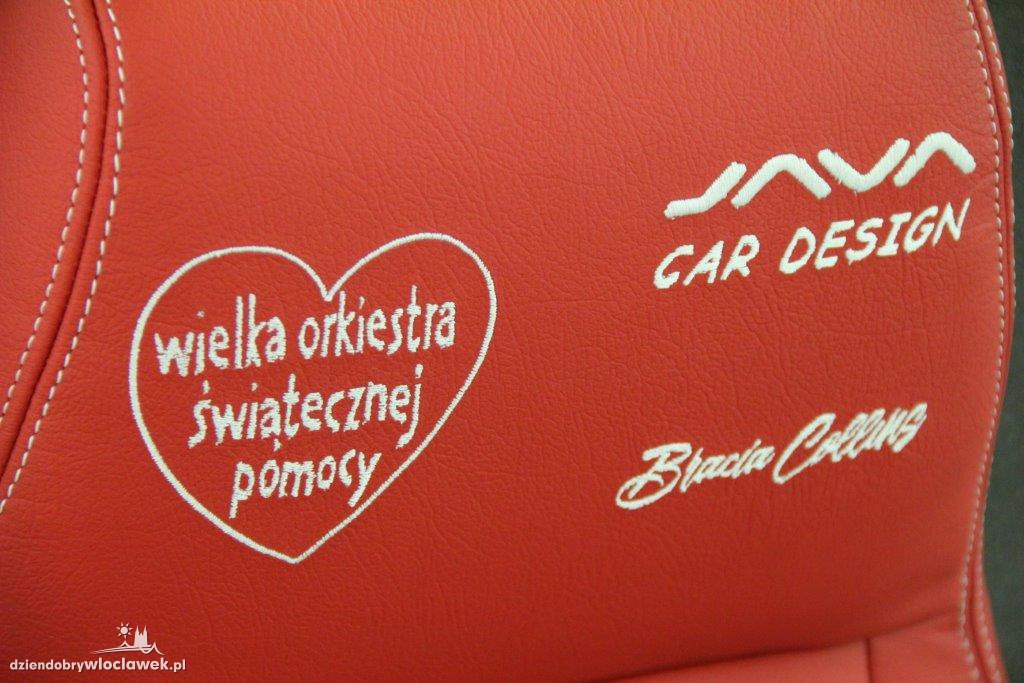 wielka orkiestra
świątecznej
pomocy
JAVA
CAR DESIGN
Bracia Collins
dziendobrywloclawek.pl